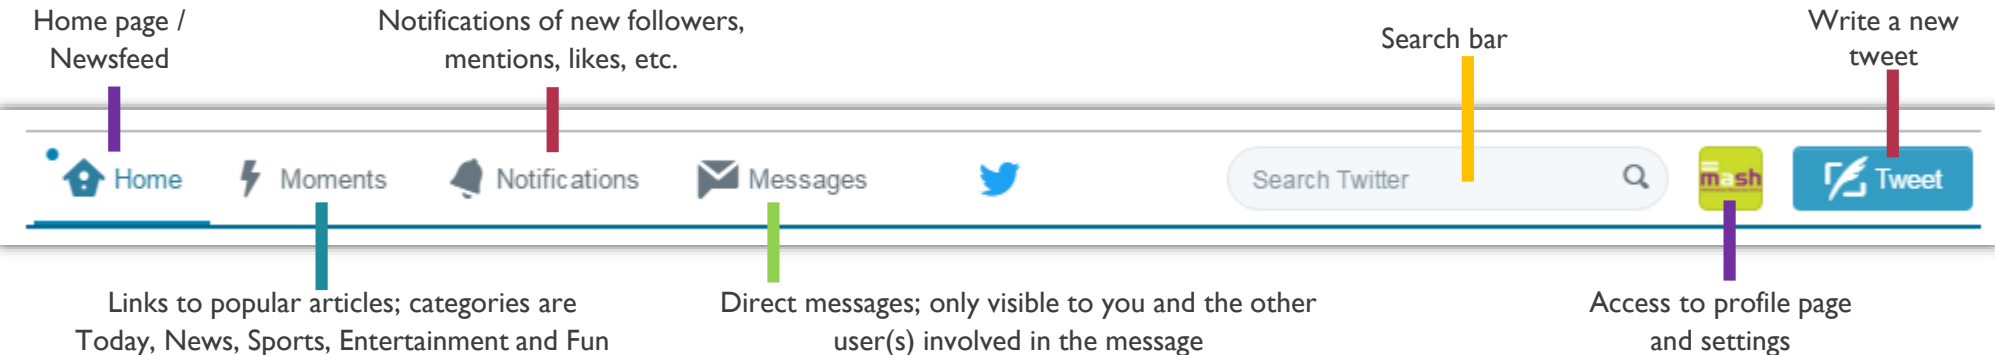 Home page /
Newsfeed
Notifications of new followers,
mentions, likes, etc.
Search bar
Write a new
tweet
Home
Moments
Notifications
Messages
Search Twitter
mash
Tweet
Links to popular articles; categories are
Today, News, Sports, Entertainment and Fun
Direct messages; only visible to you and the other
user(s) involved in the message
Access to profile page
and settings